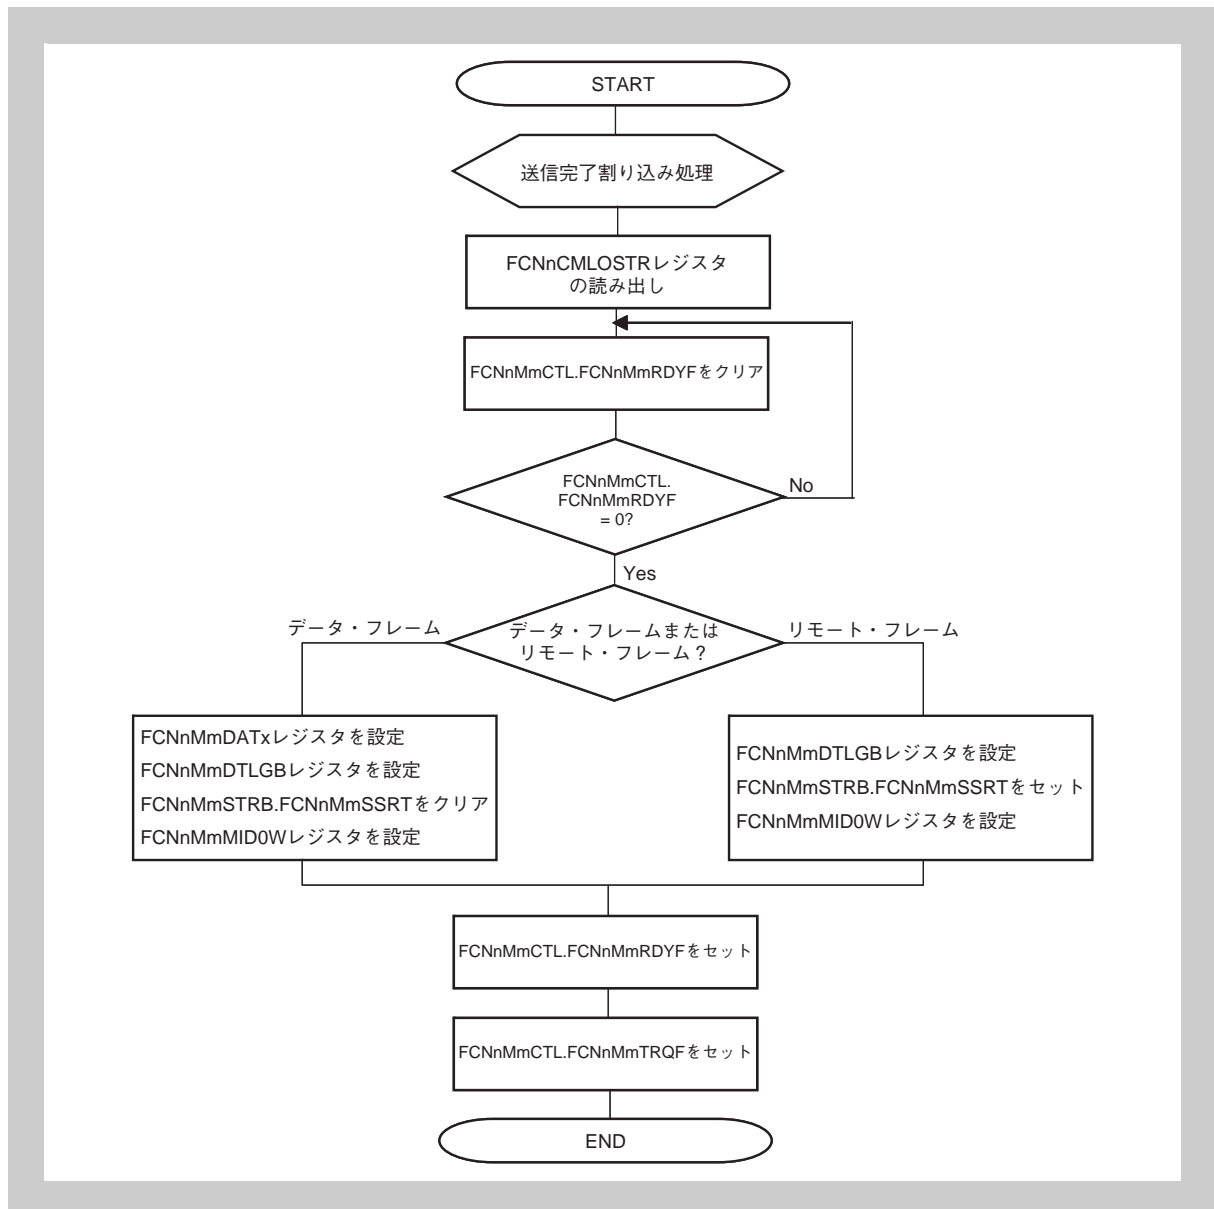 START
送信完了割り込み処理
FCNnCMLOSTRレジスタ
の読み出し
FCNnMmCTL.FCNnMmRDYFをクリア
FCNnMmCTL.
FCNnMmRDYF
= 0?
No
Yes
データ・フレーム
データ・フレームまたは
リモート・フレーム？
リモート・フレーム
FCNnMmDATxレジスタを設定
FCNnMmDTLGBレジスタを設定
FCNnMmSTRB.FCNnMmSSRTをクリア
FCNnMmMID0Wレジスタを設定
FCNnMmDTLGBレジスタを設定
FCNnMmSTRB.FCNnMmSSRTをセット
FCNnMmMID0Wレジスタを設定
FCNnMmCTL.FCNnMmRDYFをセット
FCNnMmCTL.FCNnMmTRQFをセット
END